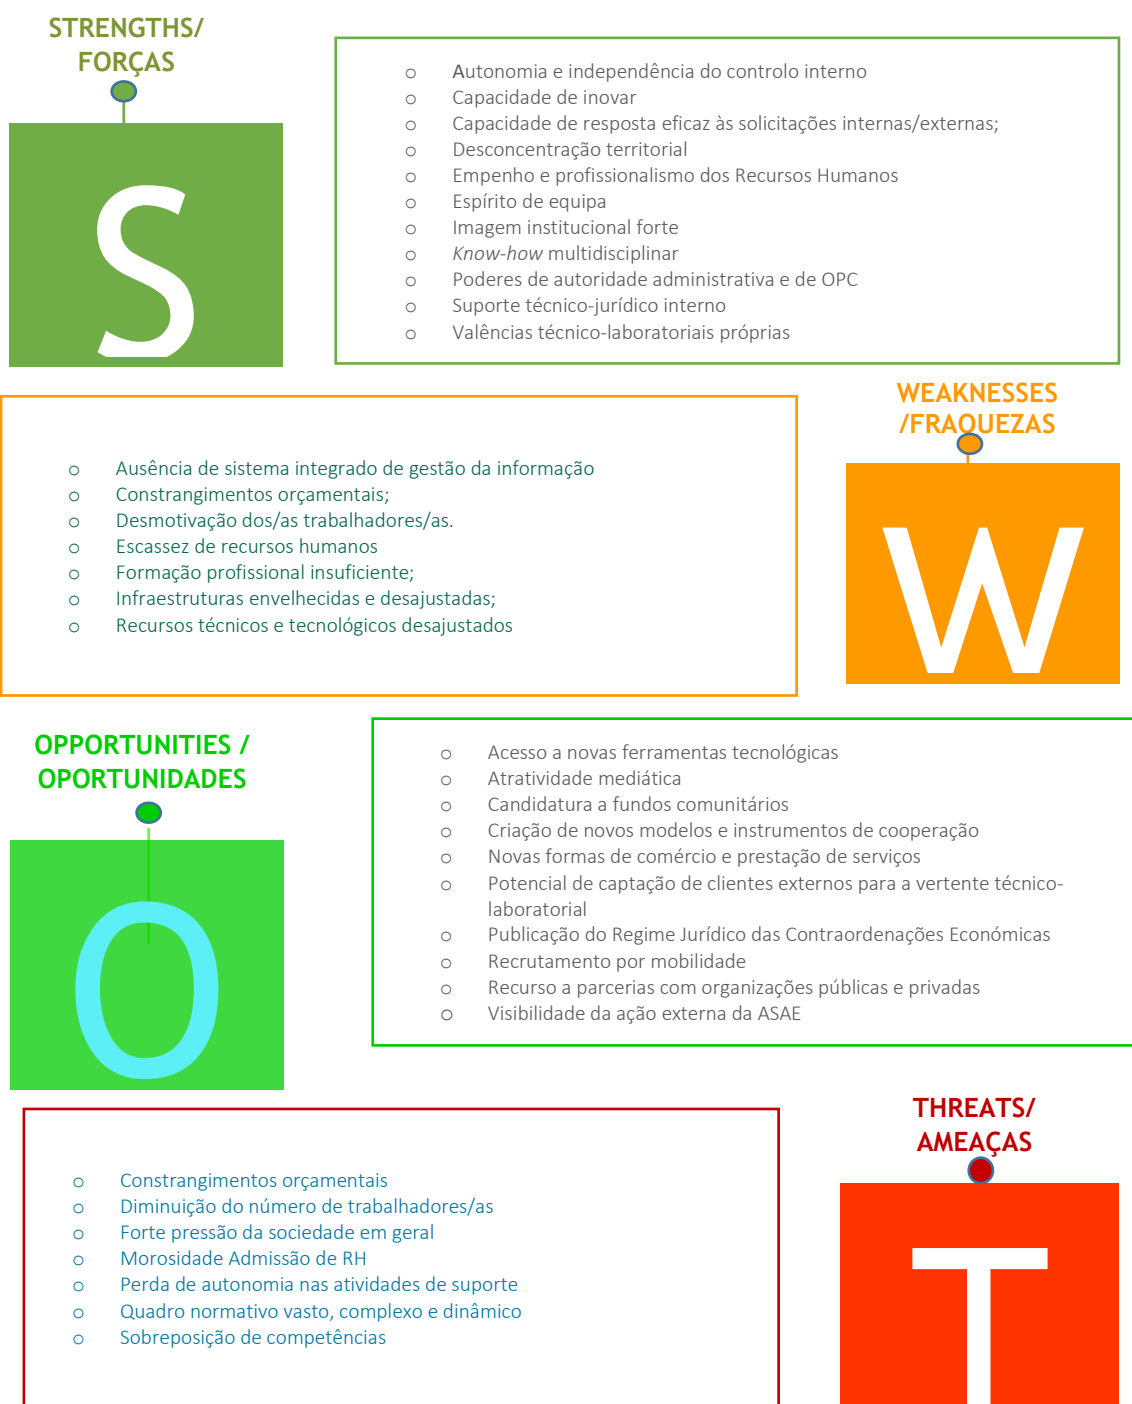 STRENGTHS/
FORÇAS
S
o Autonomia e independência do controlo interno
o Capacidade de inovar
o Capacidade de resposta eficaz às solicitações internas/externas;
o Desconcentração territorial
o Empenho e profissionalismo dos Recursos Humanos
o Espírito de equipa
o Imagem institucional forte
o Know-how multidisciplinar
o Poderes de autoridade administrativa e de OPC
o Suporte técnico-jurídico interno
o Valências técnico-laboratoriais próprias
WEAKNESSES
/FRAQUEZAS
W
o Ausência de sistema integrado de gestão da informação
o Constrangimentos orçamentais;
o Desmotivação dos/as trabalhadores/as.
o Escassez de recursos humanos
o Formação profissional insuficiente;
o Infraestruturas envelhecidas e desajustadas;
o Recursos técnicos e tecnológicos desajustados
OPPORTUNITIES /
OPORTUNIDADES
O
o Acesso a novas ferramentas tecnológicas
o Atratividade mediática
o Candidatura a fundos comunitários
o Criação de novos modelos e instrumentos de cooperação
o Novas formas de comércio e prestação de serviços
o Potencial de captação de clientes externos para a vertente técnico-
laboratorial
o Publicação do Regime Jurídico das Contraordenações Económicas
o Recrutamento por mobilidade
o Recurso a parcerias com organizações públicas e privadas
o Visibilidade da ação externa da ASAE
THREATS/
AMEAÇAS
T
o Constrangimentos orçamentais
o Diminuição do número de trabalhadores/as
o Forte pressão da sociedade em geral
o Morosidade Admissão de RH
o Perda de autonomia nas atividades de suporte
o Quadro normativo vasto, complexo e dinâmico
o Sobreposição de competências